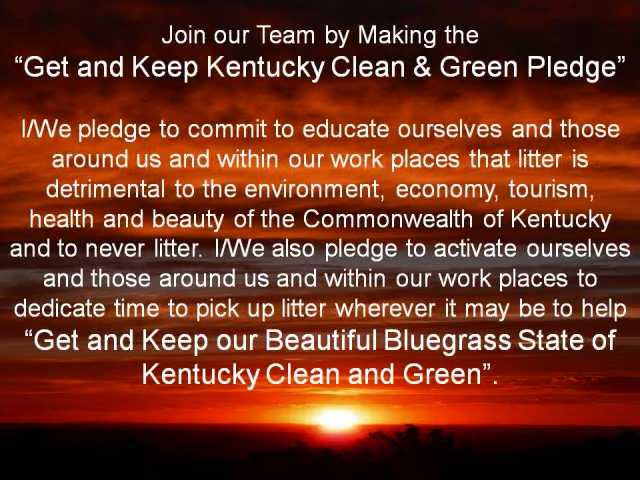 Join our Team by Making the
“Get and Keep Kentucky Clean & Green Pledge”
I/We pledge to commit to educate ourselves and those
around us and within our work places that litter is
detrimental to the environment, economy, tourism,
health and beauty of the Commonwealth of Kentucky
and to never litter. I/We also pledge to activate ourselves
and those around us and within our work places to
dedicate time to pick up litter wherever it may be to help
“Get and Keep our Beautiful Bluegrass State of
Kentucky Clean and Green”.